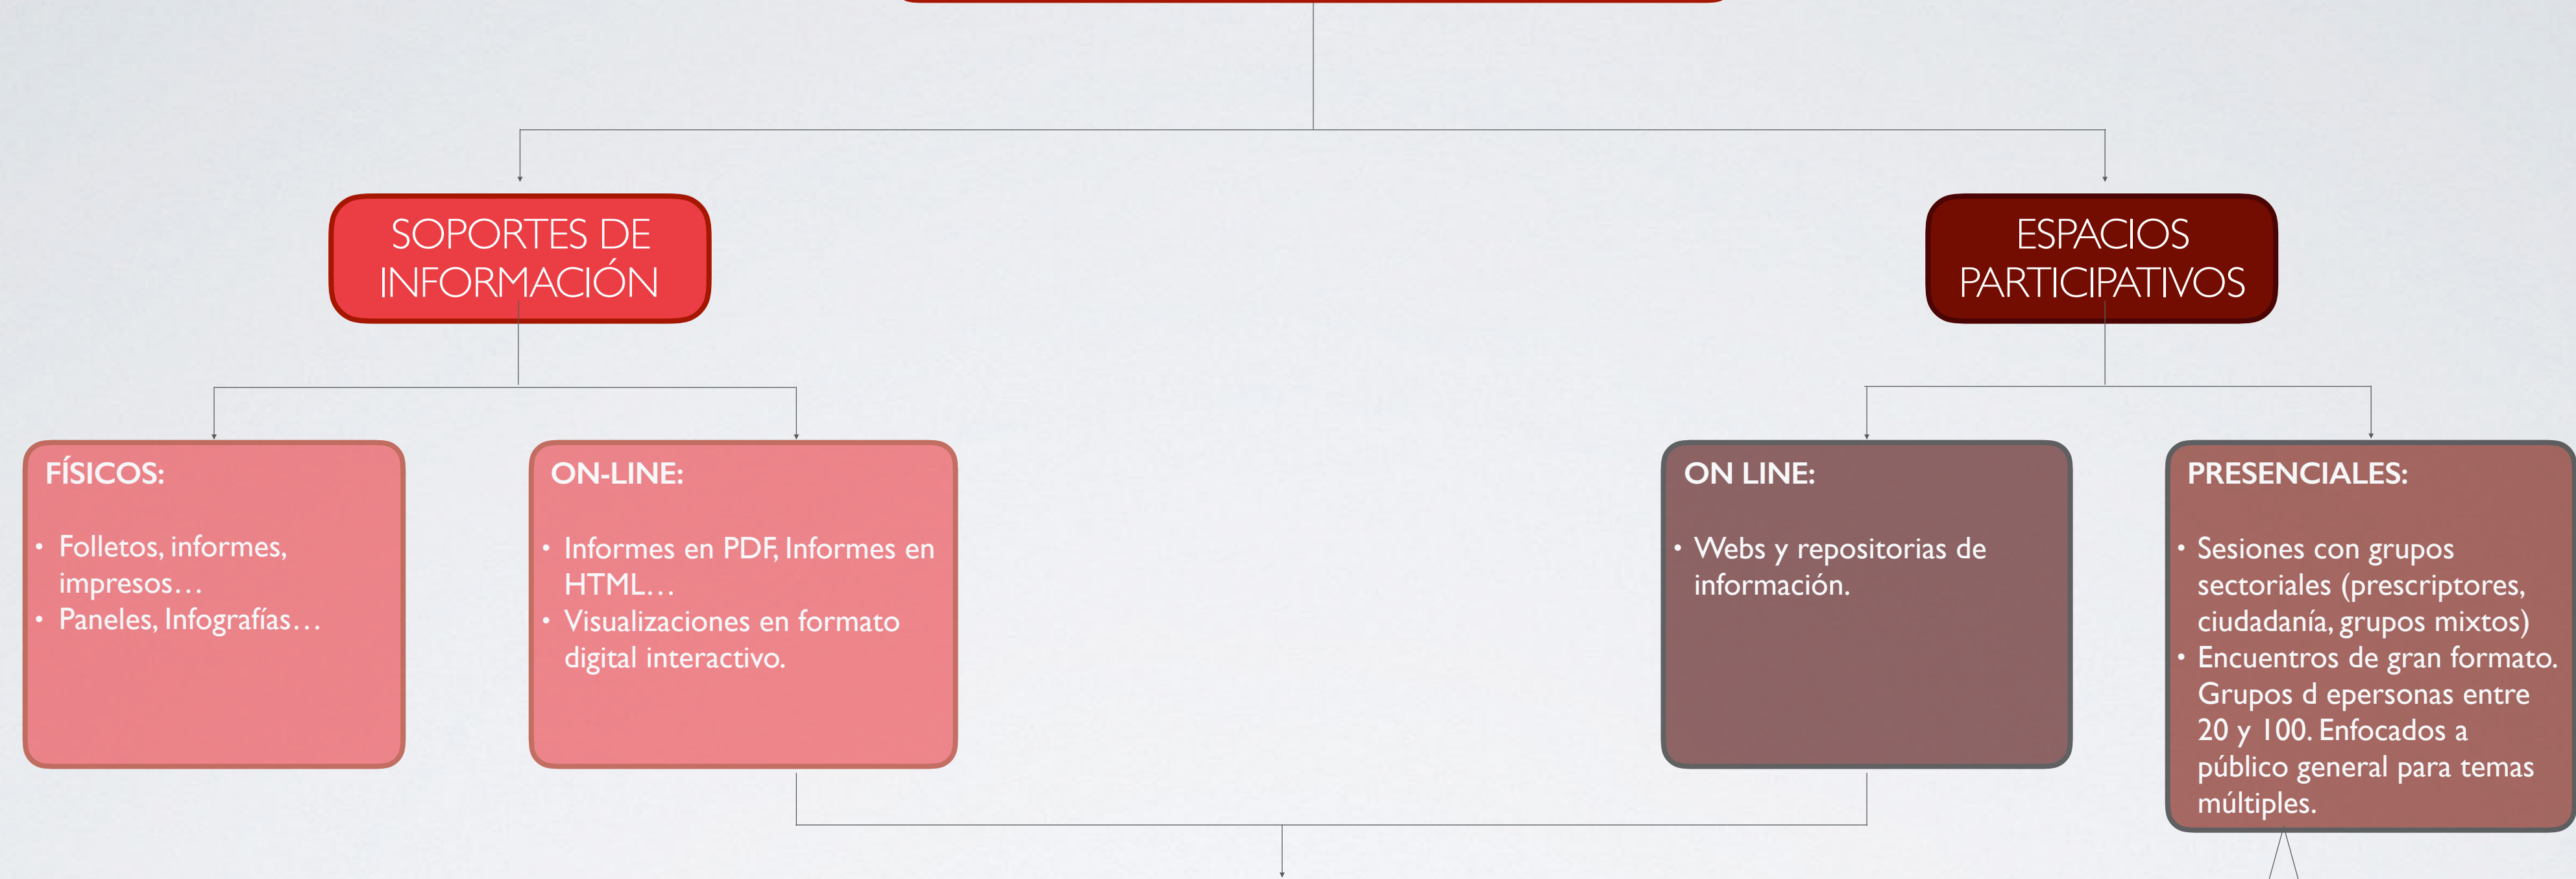 SOPORTES DE
INFORMACIÓN
ESPACIOS
PARTICIPATIVOS
FÍSICOS:
• Folletos, informes,
impresos…
• Paneles, Infografías…
ON-LINE:
• Informes en PDF, Informes en
HTML…
• Visualizaciones en formato
digital interactivo.
ON LINE:
• Webs y repositorias de
información.
PRESENCIALES:
• Sesiones con grupos
sectoriales (prescriptores,
ciudadanía, grupos mixtos)
• Encuentros de gran formato.
Grupos d epersonas entre
20 y 100. Enfocados a
público general para temas
múltiples.